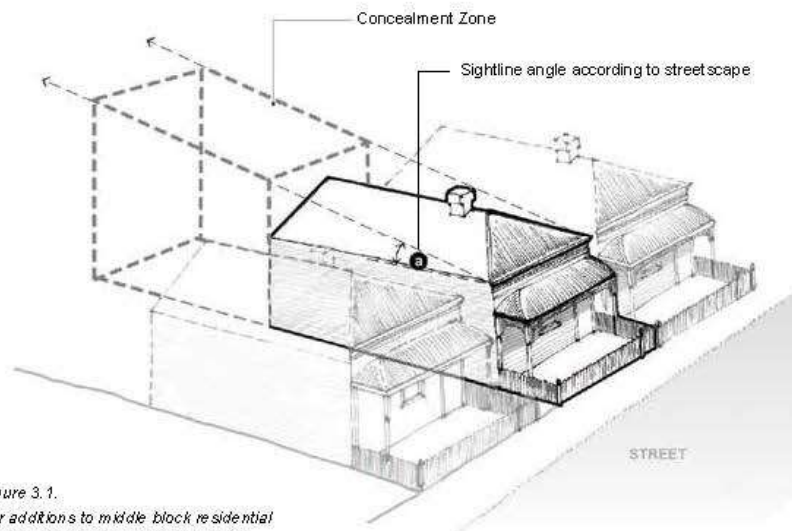 Concealment Zone
Sightline angle according to streetscape
a
STREET
ure 3.1.
r additions to middle block residential